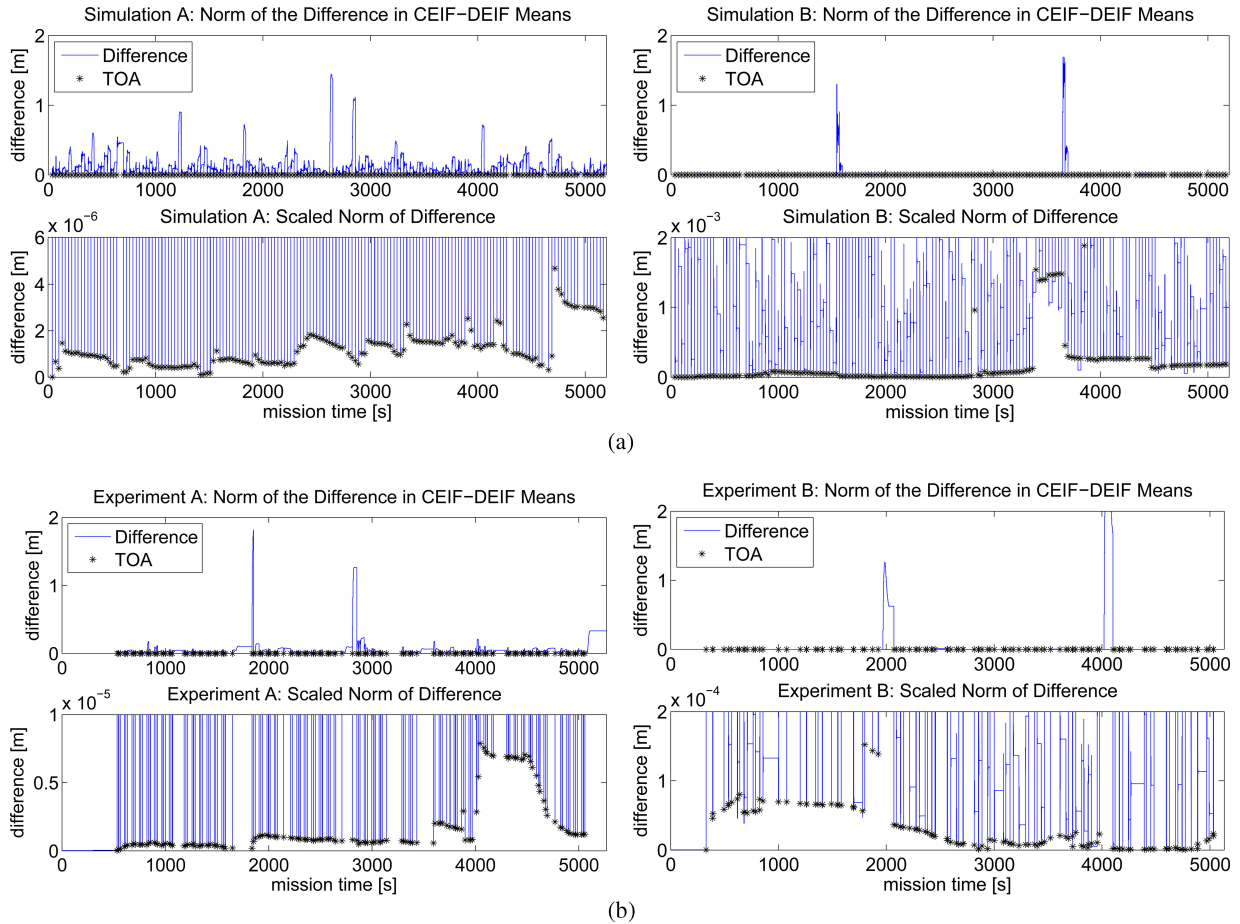 Simulation A: Norm of the Difference in CEIF−DEIF Means
2
1
0
difference [m]
Difference
TOA
0 1000 2000 3000 4000 5000
Simulation A: Scaled Norm of Difference
x 10−6
6
4
2
0
difference [m]
0 1000 2000 3000 4000 5000
mission time [s]
Simulation B: Norm of the Difference in CEIF−DEIF Means
2
1
0
difference [m]
Difference
TOA
0 1000 2000 3000 4000 5000
Simulation B: Scaled Norm of Difference
x 10−3
2
1
0
difference [m]
0 1000 2000 3000 4000 5000
mission time [s]
(a)
Experiment A: Norm of the Difference in CEIF−DEIF Means
2
1
0
difference [m]
Difference
TOA
0 1000 2000 3000 4000 5000
Experiment A: Scaled Norm of Difference
x 10−5
1
0.5
0
difference [m]
0 1000 2000 3000 4000 5000
mission time [s]
Experiment B: Norm of the Difference in CEIF−DEIF Means
2
1
0
difference [m]
Difference
TOA
0 1000 2000 3000 4000 5000
Experiment B: Scaled Norm of Difference
x 10−4
2
1
0
difference [m]
0 1000 2000 3000 4000 5000
mission time [s]
(b)